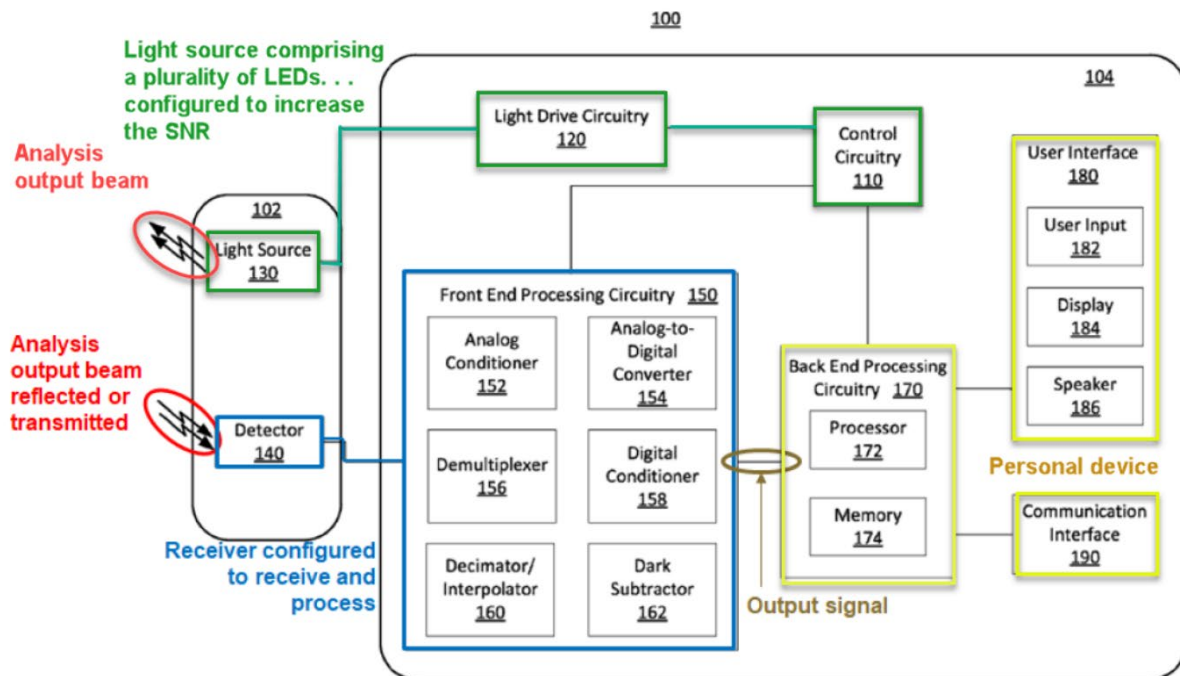 100
Light source comprising
a plurality of LEDs. . .
configured to increase
the SNR
104
Analysis
output beam
Light Drive Circuitry
120
Control
Circuitry
110
User Interface
180
User Input
182
Display
184
Speaker
186
102
Light Source
130
Front End Processing Circuitry 150
Analog
Conditioner
152
Analog-to-
Digital
Converter
154
Demultiplexer
156
Digital
Conditioner
158
Decimator/
Interpolator
160
Dark
Subtractor
162
Analysis
output beam
reflected or
transmitted
Detector
140
Receiver configured
to receive and
process
Back End Processing
Circuitry 170
Processor
172
Memory
174
Personal device
Communication
Interface
190
Output signal